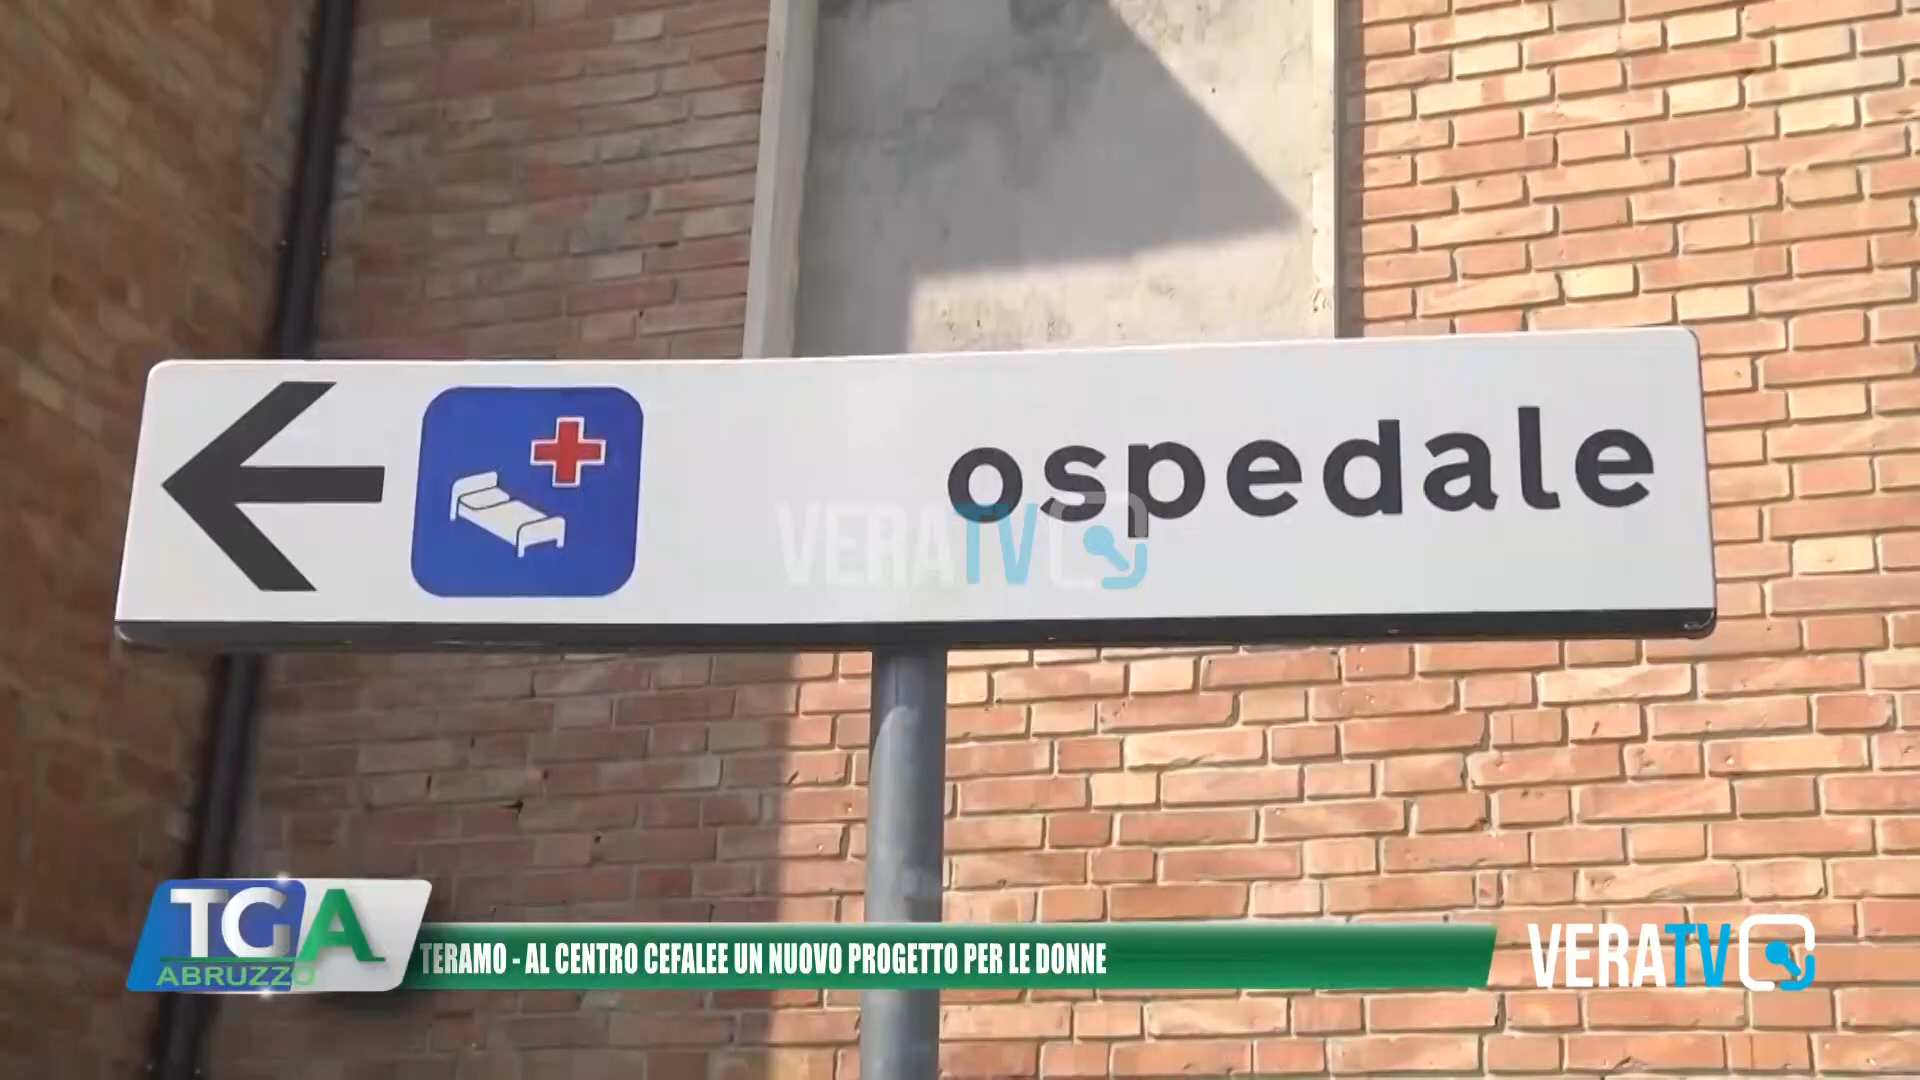 ospedale
VERATV
TGA
ABRUZZO
TERAMO - AL CENTRO CEFALEE UN NUOVO PROGETTO PER LE DONNE
VERATV